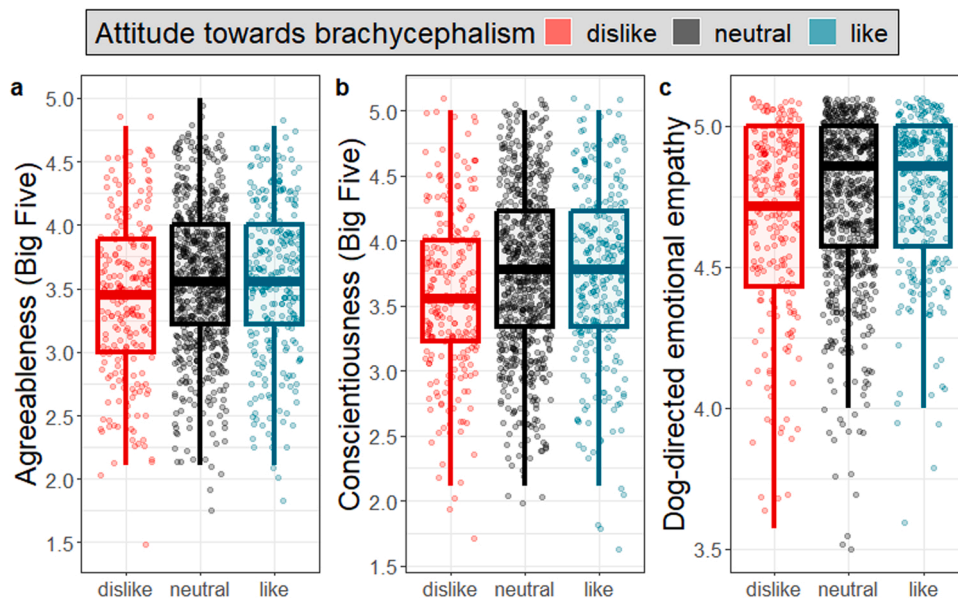 Attitude towards brachycephalism dislike neutral like
a
Agreeableness (Big Five)
5.0
4.5
4.0
3.5
3.0
2.5
2.0
1.5
dislike neutral like
b
Conscientiousness (Big Five)
5.0
4.5
4.0
3.5
3.0
2.5
2.0
1.5
dislike neutral like
c
Dog-directed emotional empathy
5.0
4.5
4.0
3.5
dislike neutral like